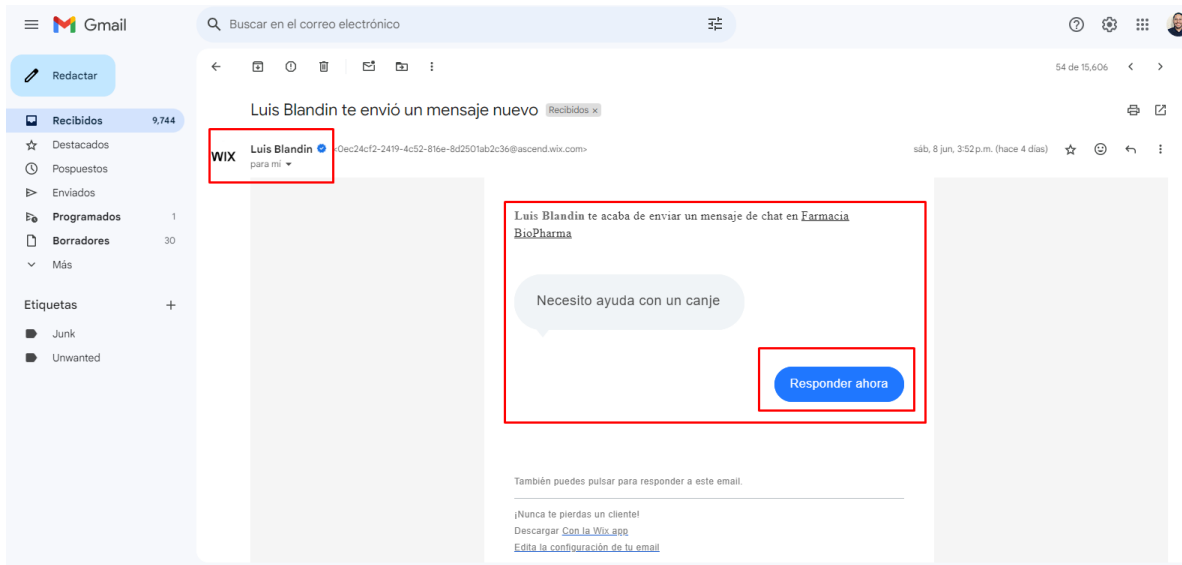 Gmail
Buscar en el correo electrónico
Redactar
54 de 15,606
Luis Blandin te envió un mensaje nuevo Recibidos ×
Recibidos 9,744
Destacados
Pospuestos
Enviados
Programados 1
Borradores 30
Más
Etiquetas +
Junk
Unwanted
WIX
Luis Blandin <0ec24cf2-2419-4c52-816e-8d2501ab2c36@ascend.wix.com>
sáb, 8 jun, 3:52 p.m. (hace 4 días)
para mí
Luis Blandin te acaba de enviar un mensaje de chat en Farmacia
BioPharma
Necesito ayuda con un canje
Responder ahora
También puedes pulsar para responder a este email.
¡Nunca te pierdas un cliente!
Descargar Con la Wix app
Edita la configuración de tu email